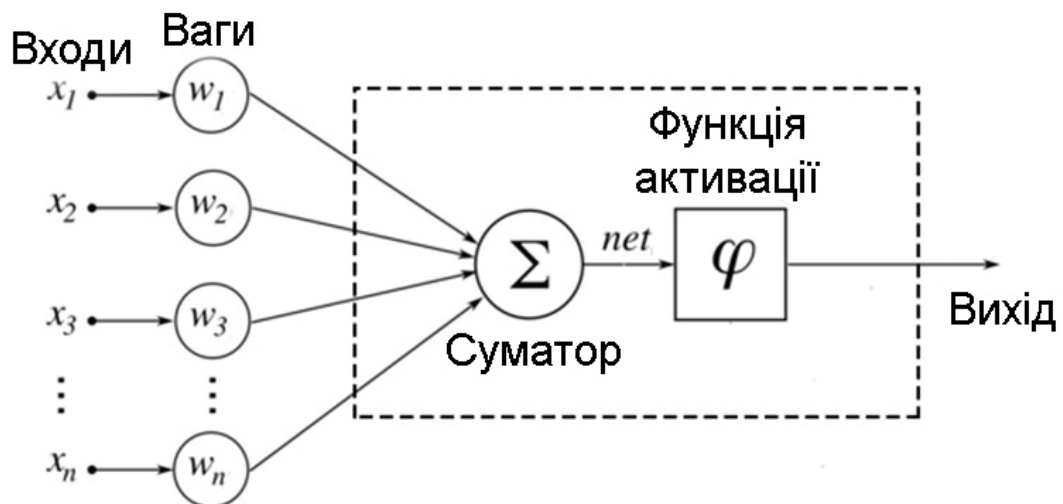 Входи
Ваги
x1
w1
Функція
активації
x2
w2
Σ
net
φ
x3
w3
Суматор
Вихід
⋮
⋮
xn
wn